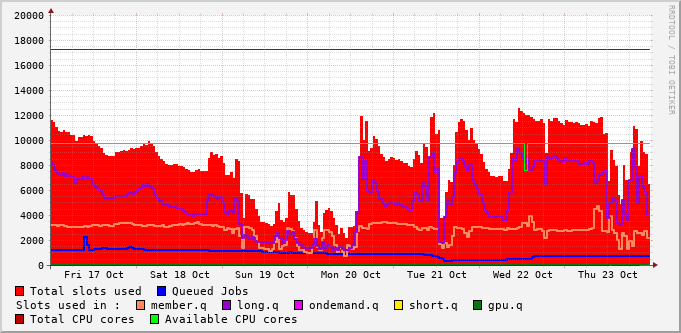 20000
18000
16000
14000
12000
10000
8000
6000
4000
2000
0
Fri 17 Oct Sat 18 Oct Sun 19 Oct Mon 20 Oct Tue 21 Oct Wed 22 Oct Thu 23 Oct
RRDTOOL / TOBI OETIKER
Total slots used Queued Jobs
Slots used in : member.q long.q ondemand.q short.q gpu.q
Total CPU cores Available CPU cores